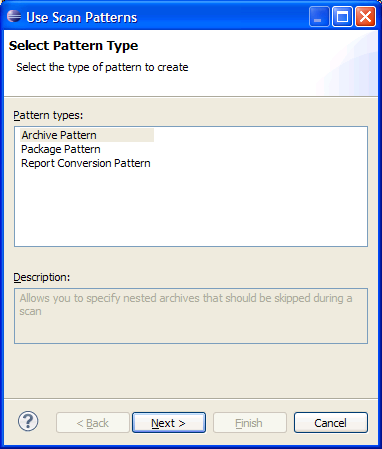 Use Scan Patterns
Select Pattern Type
Select the type of pattern to create
Pattern types:
Archive Pattern
Package Pattern
Report Conversion Pattern
Description:
Allows you to specify nested archives that should be skipped during a
scan
? < Back Next > Finish Cancel